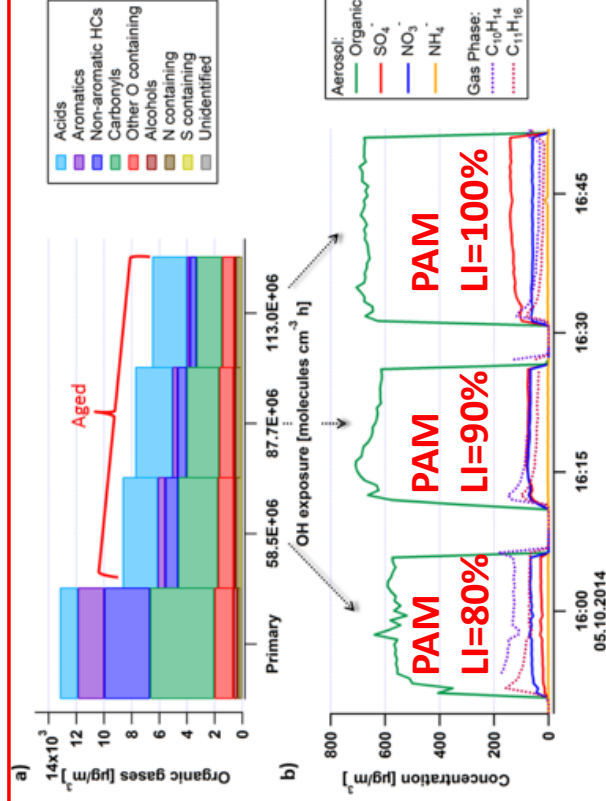 a)
14x10³
12
10
8
6
4
2
0
Organic gases [µg/m³]
Aged
Primary
58.5E+06
87.7E+06
113.0E+06
OH exposure [molecules cm⁻³ h]
Acids
Aromatics
Non-aromatic HCs
Carbonyls
Other O containing
Alcohols
N containing
S containing
Unidentified
b)
800
600
400
200
0
Concentration [µg/m³]
PAM
LI=80%
PAM
LI=90%
PAM
LI=100%
16:00
16:15
16:30
16:45
05.10.2014
Aerosol:
Organic
SO₄⁻
NO₃⁻
NH₄⁻
Gas Phase:
C₁₀H₁₄
C₁₁H₁₆